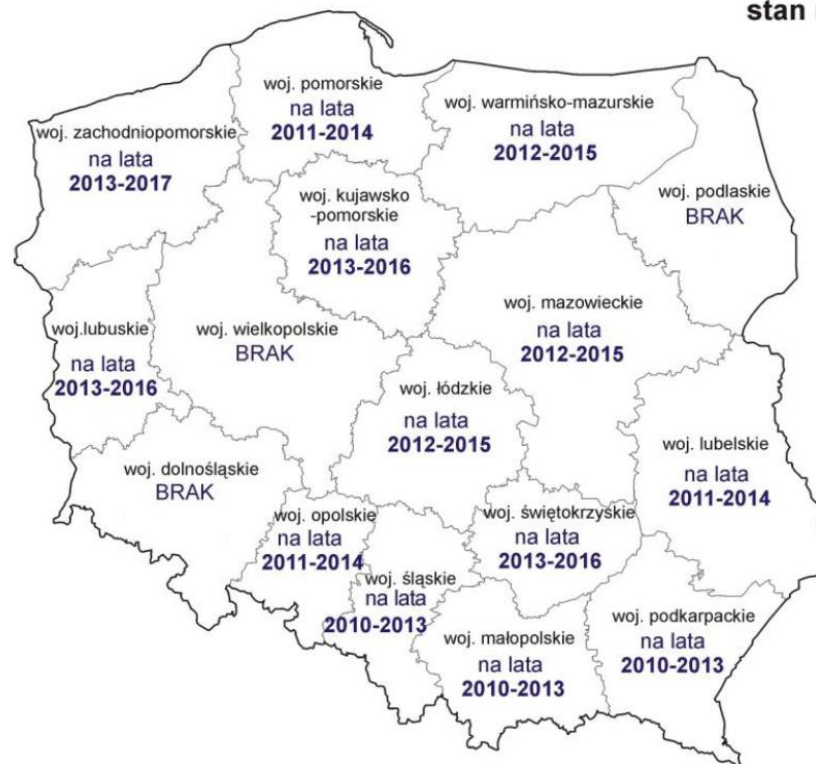 stan
woj. pomorskie
na lata
2011-2014
woj. warmińsko-mazurskie
na lata
2012-2015
woj. zachodniopomorskie
na lata
2013-2017
woj. podlaskie
BRAK
woj. kujawsko
-pomorskie
na lata
2013-2016
woj. mazowieckie
na lata
2012-2015
woj.lubuskie
na lata
2013-2016
woj. wielkopolskie
BRAK
woj. łódzkie
na lata
2012-2015
woj. lubelskie
na lata
2011-2014
woj. dolnośląskie
BRAK
woj. opolskie
na lata
2011-2014
woj. świętokrzyskie
na lata
2013-2016
woj. śląskie
na lata
2010-2013
woj. małopolskie
na lata
2010-2013
woj. podkarpackie
na lata
2010-2013